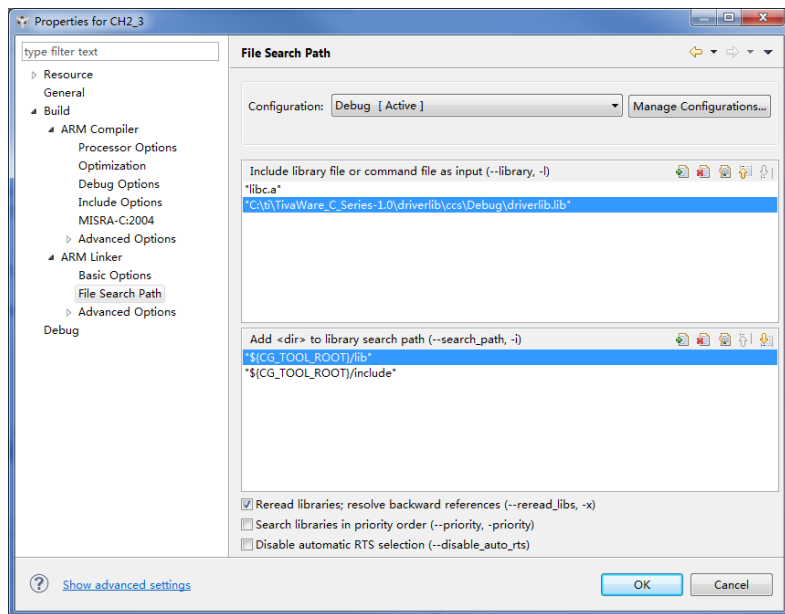 Properties for CH2_3
type filter text
Resource
General
Build
ARM Compiler
Processor Options
Optimization
Debug Options
Include Options
MISRA-C:2004
Advanced Options
ARM Linker
Basic Options
File Search Path
Advanced Options
Debug
File Search Path
Configuration: Debug [ Active ] Manage Configurations...
Include library file or command file as input (--library, -l)
"libc.a"
"C:\ti\TivaWare_C_Series-1.0\driverlib\ccs\Debug\driverlib.lib"
Add <dir> to library search path (--search_path, -i)
"${CG_TOOL_ROOT}/lib"
"${CG_TOOL_ROOT}/include"
Reread libraries; resolve backward references (--reread_libs, -x)
Search libraries in priority order (--priority, -priority)
Disable automatic RTS selection (--disable_auto_rts)
Show advanced settings
OK Cancel